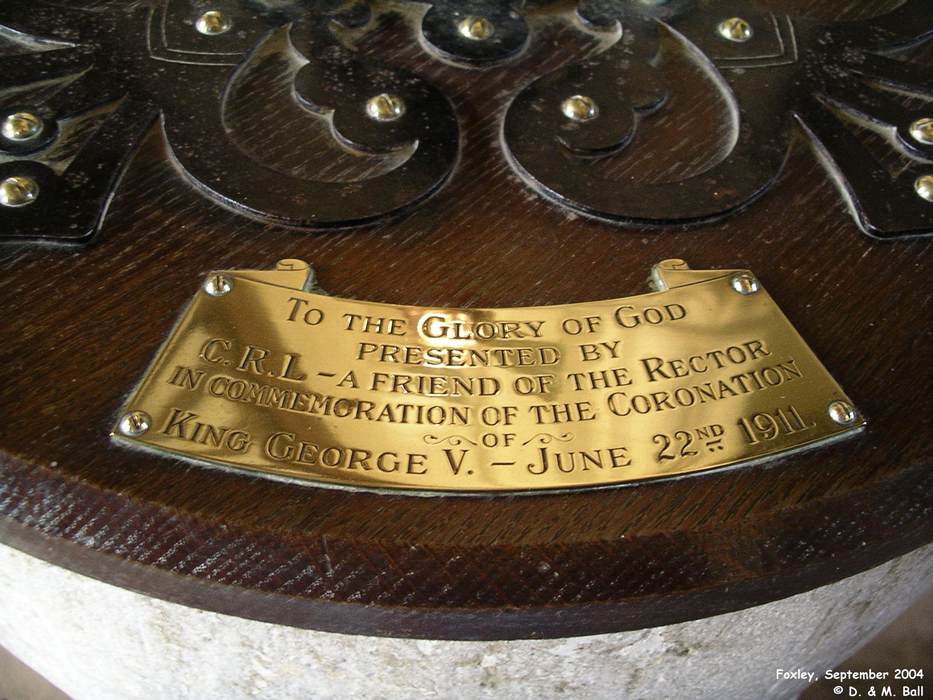 To the Glory of God
presented by
C.R.L – a friend of the Rector
in commemoration of the Coronation
of
King George V. – June 22ND 1911.
Foxley, September 2004
© D. & M. Ball